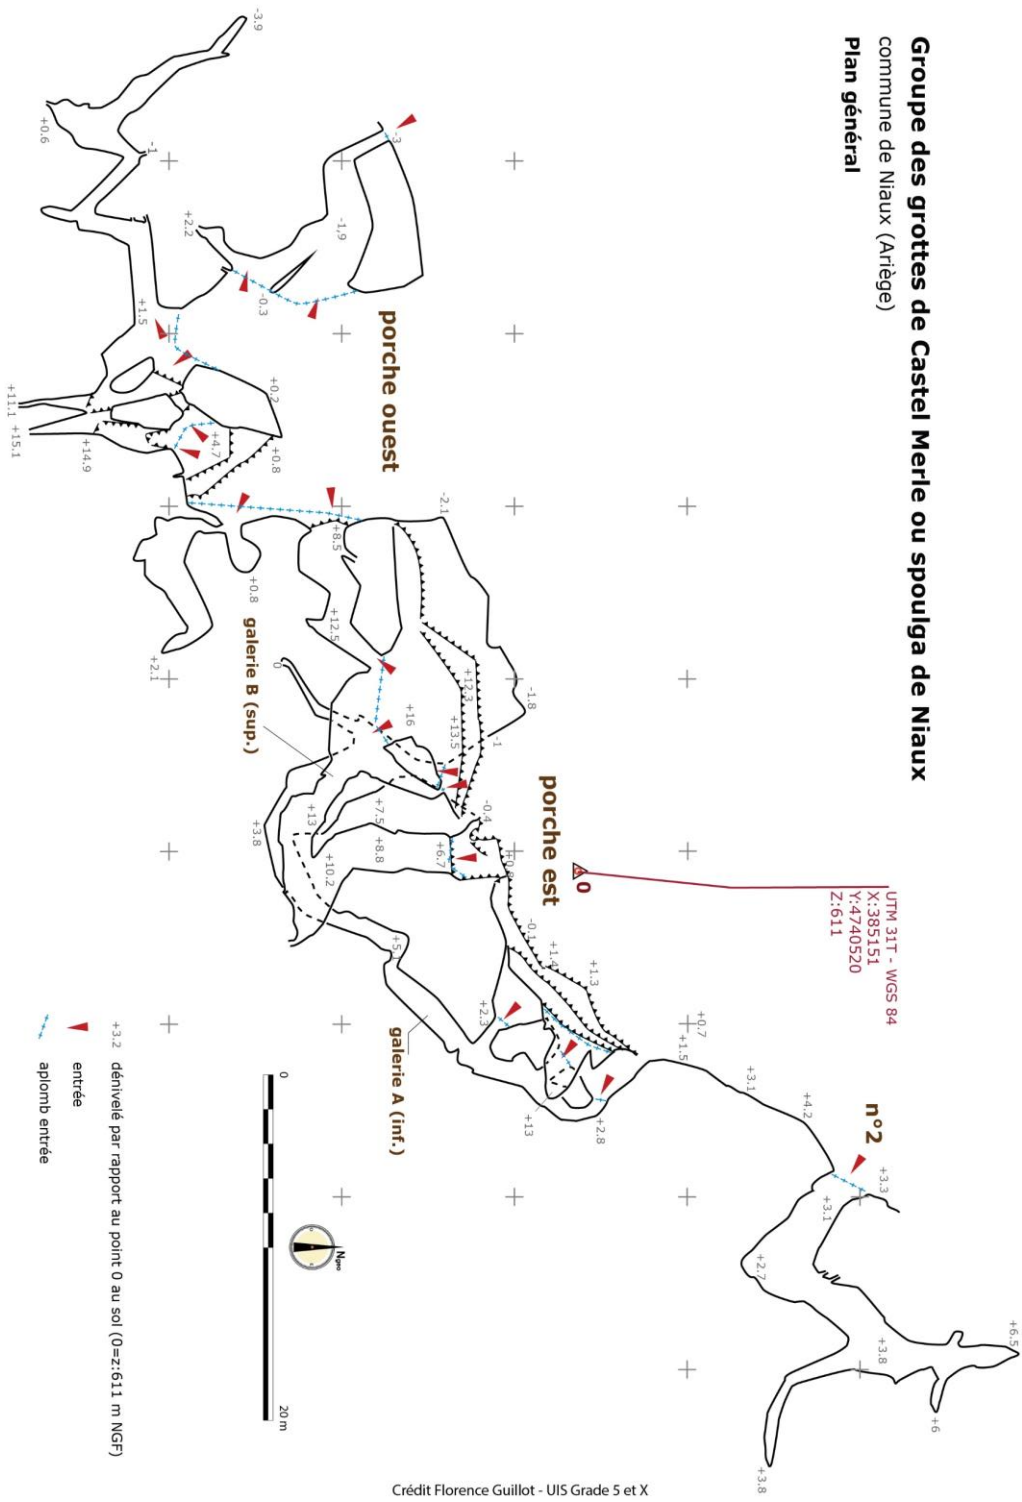 Groupe des grottes de Castel Merle ou spoulga de Niaux
commune de Niaux (Ariège)
Plan général
UTM 31T - WGS 84
X:385151
Y:4740520
Z:611
0
porche ouest
porche est
n°2
galerie B (sup.)
galerie A (inf.)
-3.9
+0.6
-1
-3
-1,9
+2.2
-0.3
+1.5
+0.2
+0.8
+4.7
+11.1
+15.1
+14.9
-2.1
+8.5
+0.8
+12.5
+2.1
0
+12.3
-1.8
+16
+13.5
-1
-0.4
+7.5
+13
+3.8
+8.8
+6.7
+10.2
-0.1
+1.4
+1.3
+5.1
+2.3
+0.7
+1.5
+13
+2.8
+3.1
+4.2
+3.3
+3.1
+2.7
+3.8
+6.5
+6
+3.8
0
20 m
Ngeo
+3.2 dénivelé par rapport au point 0 au sol (0=z:611 m NGF)
entrée
aplomb entrée
Crédit Florence Guillot - UIS Grade 5 et X